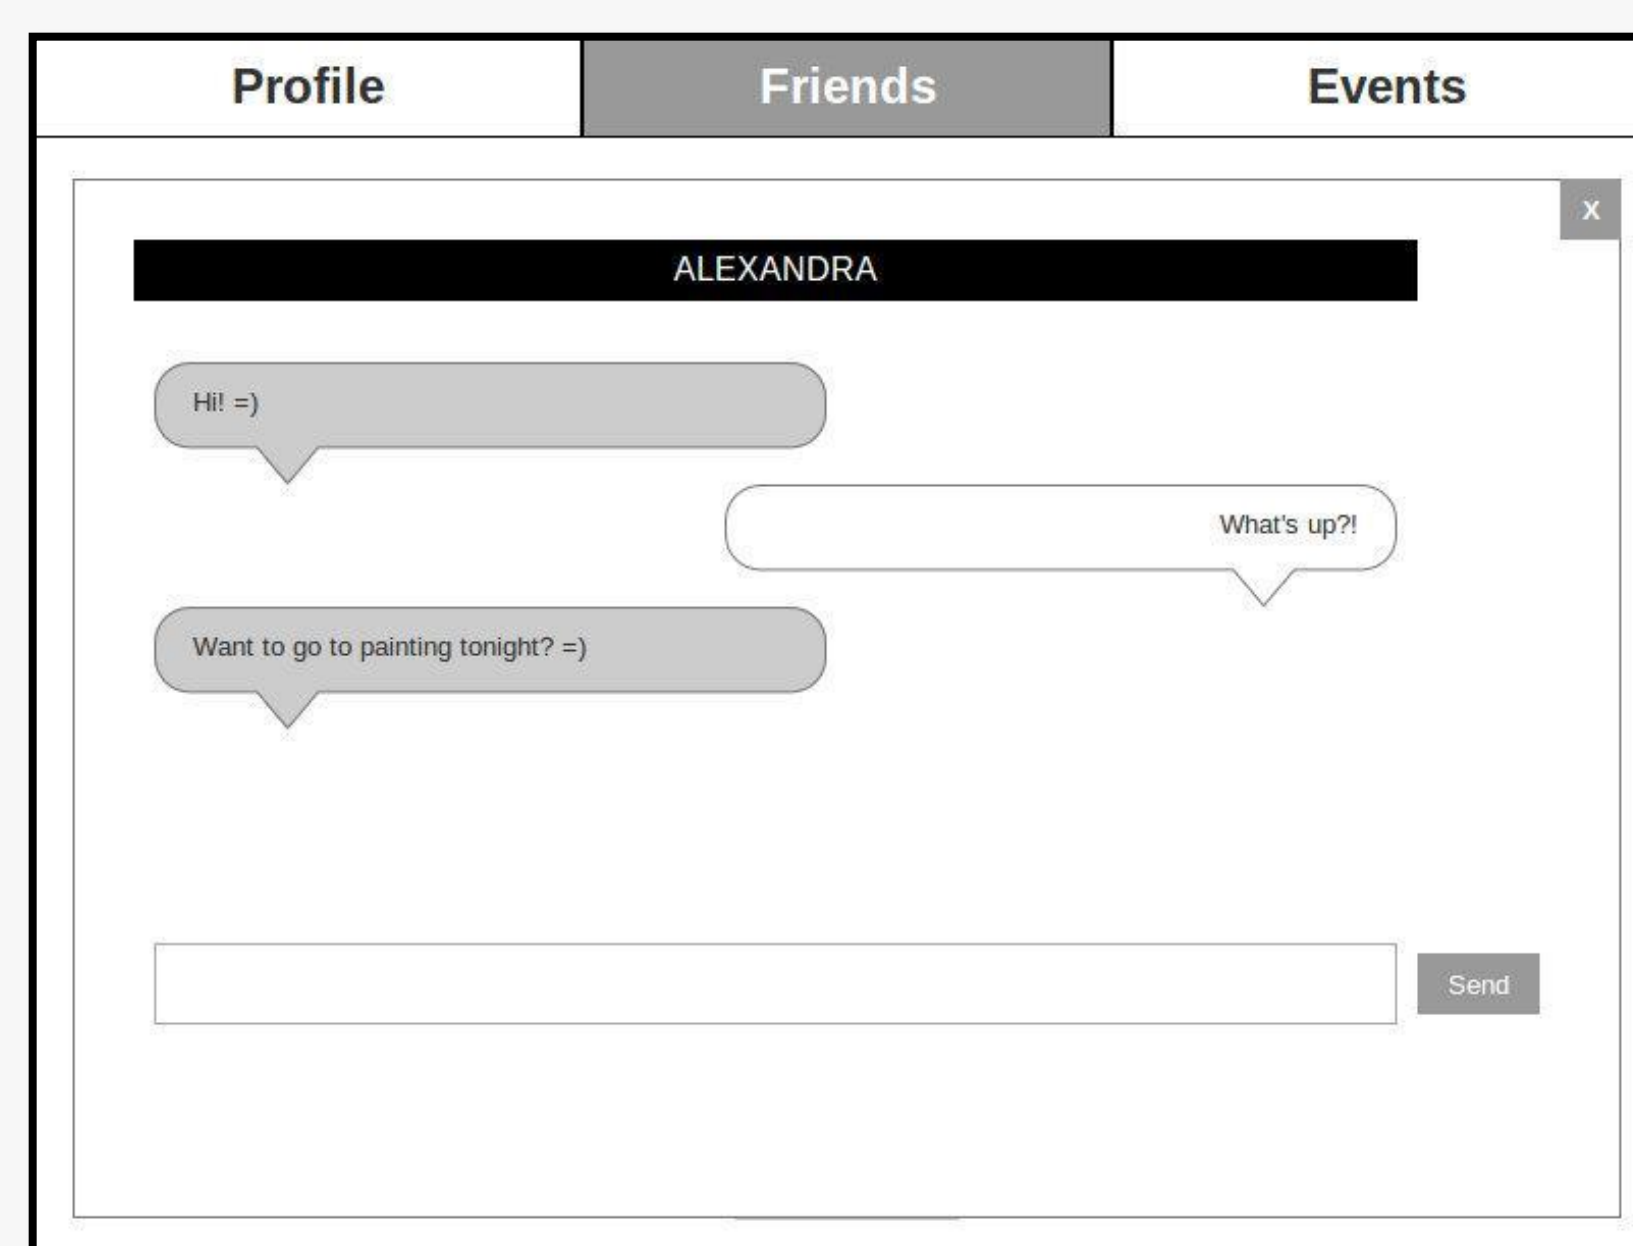 Profile Friends Events
X
ALEXANDRA
Hi! =)
What's up?!
Want to go to painting tonight? =)
Send